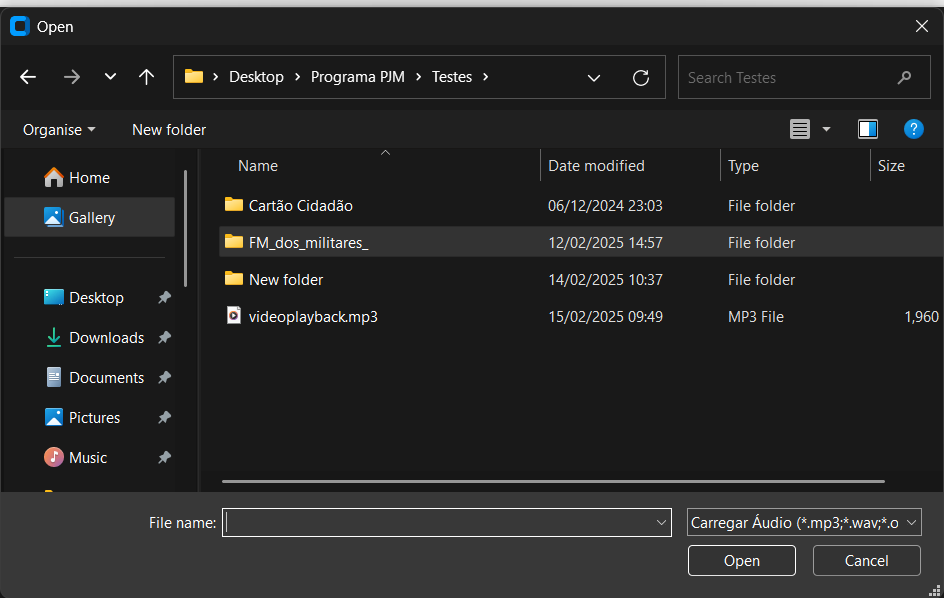 Open
Desktop > Programa PJM > Testes >
Search Testes
Organise
New folder
?
Name
Date modified
Type
Size
Home
Gallery
Desktop
Downloads
Documents
Pictures
Music
Cartão Cidadão 06/12/2024 23:03 File folder
FM_dos_militares_ 12/02/2025 14:57 File folder
New folder 14/02/2025 10:37 File folder
videoplayback.mp3 15/02/2025 09:49 MP3 File 1,960
File name:
Carregar Áudio (*.mp3;*.wav;*.o
Open
Cancel